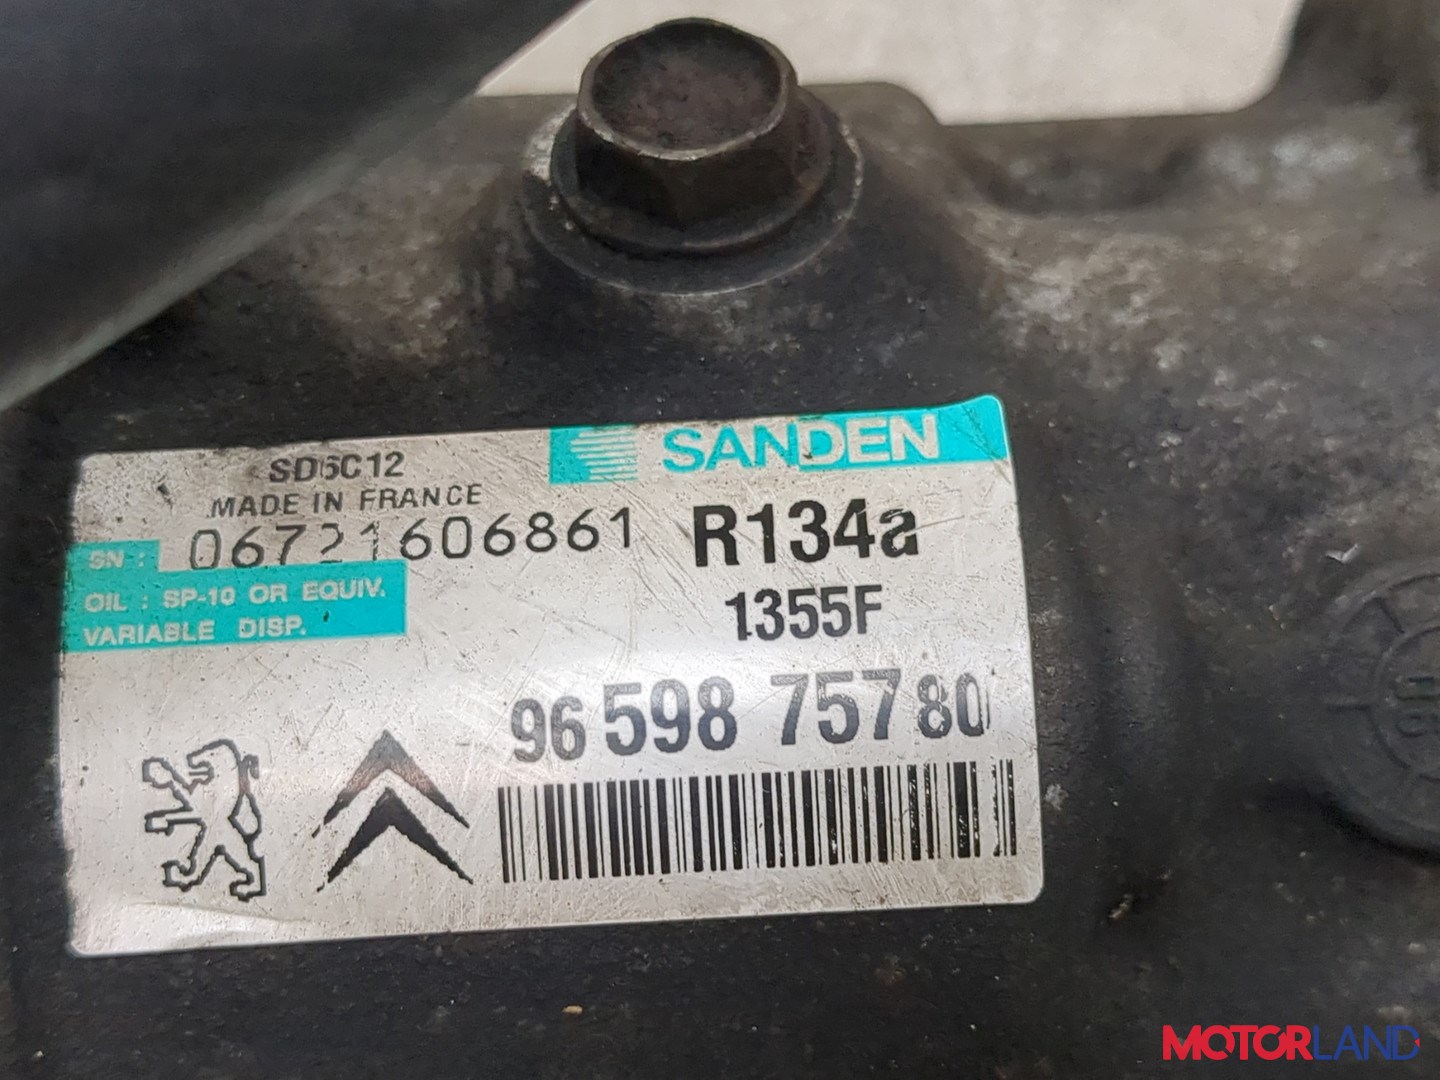 SANDEN
SD6C12
MADE IN FRANCE
SN: 06721606861
R134a
OIL : SP-10 OR EQUIV.
VARIABLE DISP.
1355F
96 598 757 80
MOTORLAND